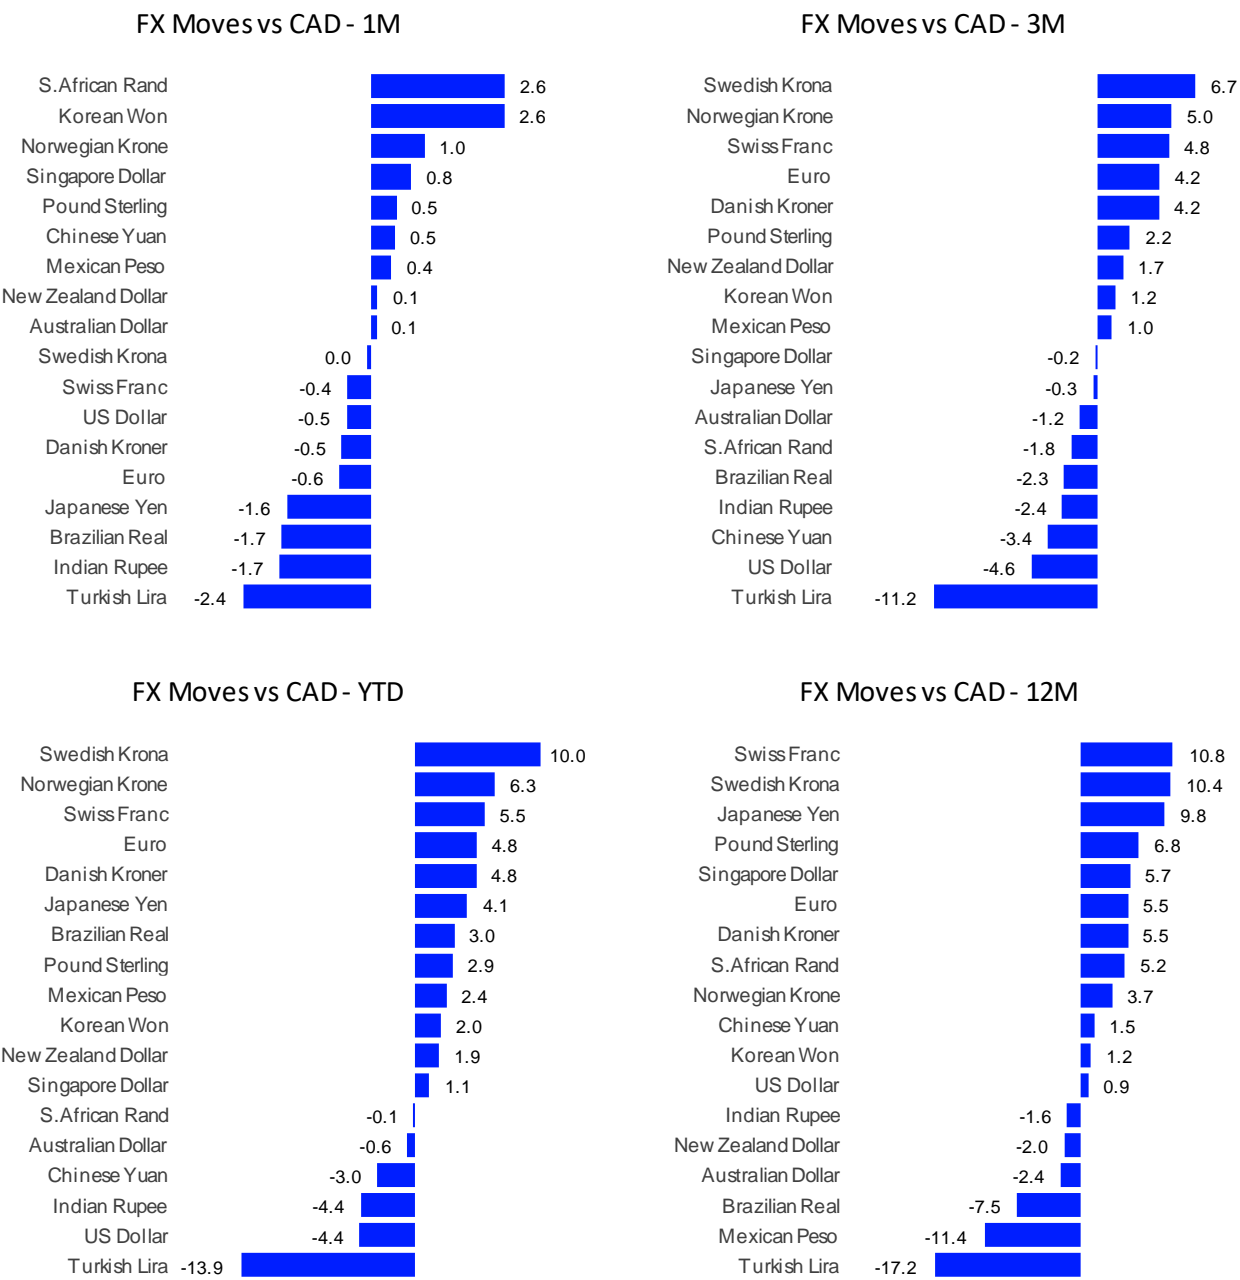 FX Moves vs CAD - 1M
S.African Rand 2.6
Korean Won 2.6
Norwegian Krone 1.0
Singapore Dollar 0.8
Pound Sterling 0.5
Chinese Yuan 0.5
Mexican Peso 0.4
New Zealand Dollar 0.1
Australian Dollar 0.1
Swedish Krona 0.0
Swiss Franc -0.4
US Dollar -0.5
Danish Kroner -0.5
Euro -0.6
Japanese Yen -1.6
Brazilian Real -1.7
Indian Rupee -1.7
Turkish Lira -2.4
FX Moves vs CAD - 3M
Swedish Krona 6.7
Norwegian Krone 5.0
Swiss Franc 4.8
Euro 4.2
Danish Kroner 4.2
Pound Sterling 2.2
New Zealand Dollar 1.7
Korean Won 1.2
Mexican Peso 1.0
Singapore Dollar -0.2
Japanese Yen -0.3
Australian Dollar -1.2
S.African Rand -1.8
Brazilian Real -2.3
Indian Rupee -2.4
Chinese Yuan -3.4
US Dollar -4.6
Turkish Lira -11.2
FX Moves vs CAD - YTD
Swedish Krona 10.0
Norwegian Krone 6.3
Swiss Franc 5.5
Euro 4.8
Danish Kroner 4.8
Japanese Yen 4.1
Brazilian Real 3.0
Pound Sterling 2.9
Mexican Peso 2.4
Korean Won 2.0
New Zealand Dollar 1.9
Singapore Dollar 1.1
S.African Rand -0.1
Australian Dollar -0.6
Chinese Yuan -3.0
Indian Rupee -4.4
US Dollar -4.4
Turkish Lira -13.9
FX Moves vs CAD - 12M
Swiss Franc 10.8
Swedish Krona 10.4
Japanese Yen 9.8
Pound Sterling 6.8
Singapore Dollar 5.7
Euro 5.5
Danish Kroner 5.5
S.African Rand 5.2
Norwegian Krone 3.7
Chinese Yuan 1.5
Korean Won 1.2
US Dollar 0.9
Indian Rupee -1.6
New Zealand Dollar -2.0
Australian Dollar -2.4
Brazilian Real -7.5
Mexican Peso -11.4
Turkish Lira -17.2